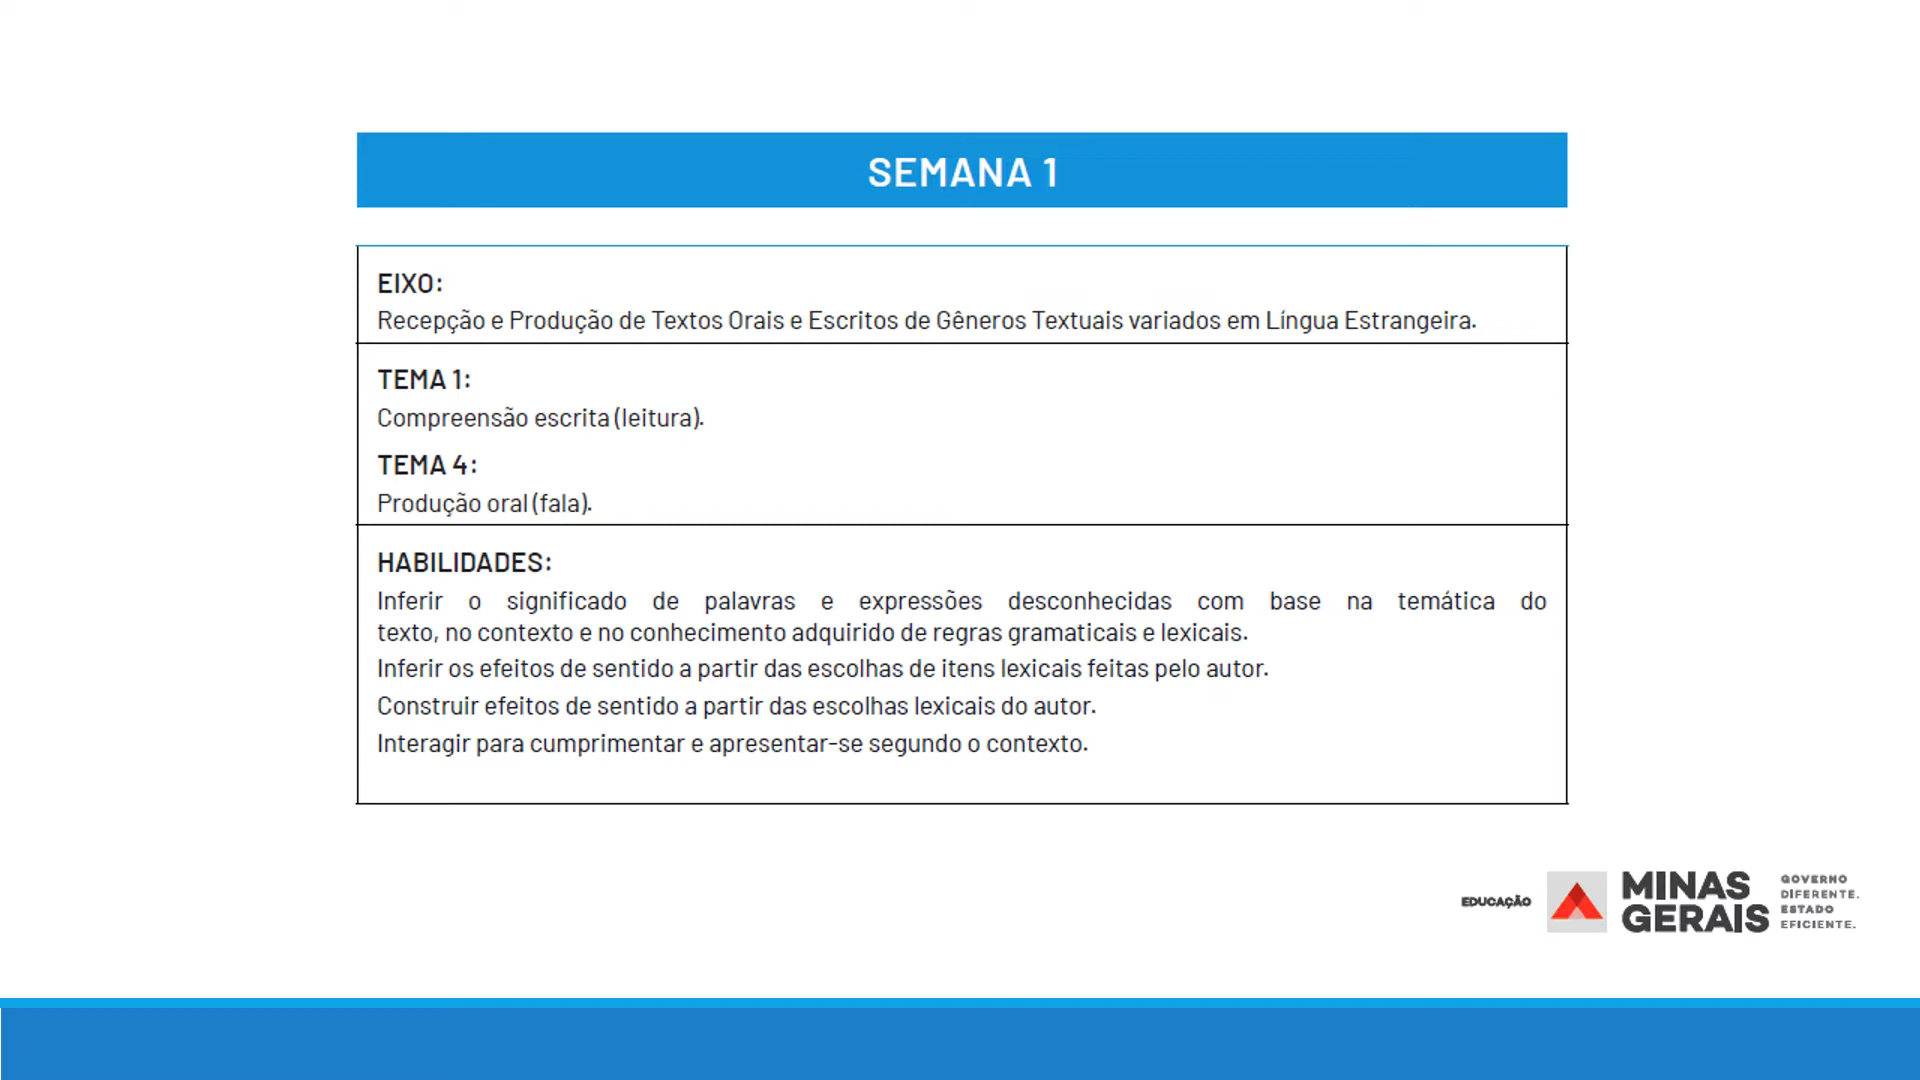 SEMANA 1
EIXO:
Recepção e Produção de Textos Orais e Escritos de Gêneros Textuais variados em Língua Estrangeira.
TEMA 1:
Compreensão escrita (leitura).
TEMA 4:
Produção oral (fala).
HABILIDADES:
Inferir o significado de palavras e expressões desconhecidas com base na temática do
texto, no contexto e no conhecimento adquirido de regras gramaticais e lexicais.
Inferir os efeitos de sentido a partir das escolhas de itens lexicais feitas pelo autor.
Construir efeitos de sentido a partir das escolhas lexicais do autor.
Interagir para cumprimentar e apresentar-se segundo o contexto.
EDUCAÇÃO
MINAS
GERAIS
GOVERNO
DIFERENTE.
ESTADO
EFICIENTE.